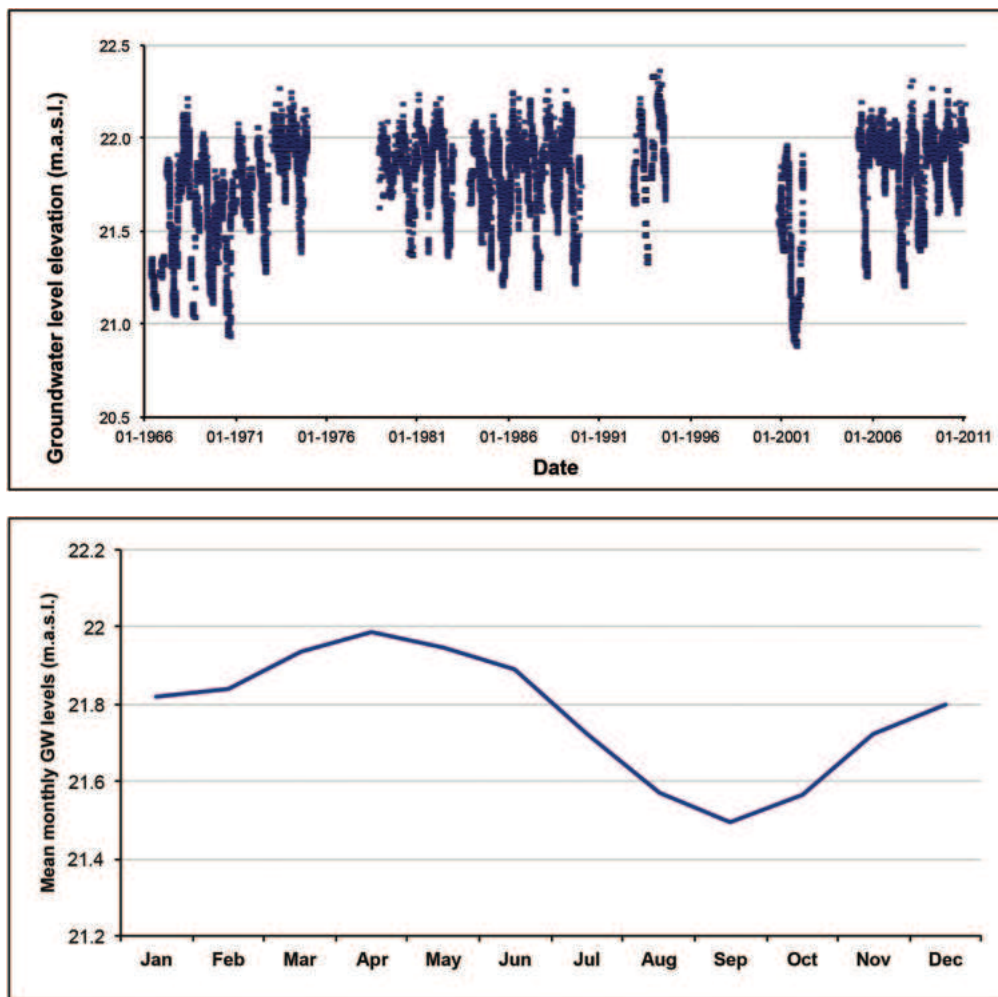 Groundwater level elevation (m.a.s.l.)
22.5
22.0
21.5
21.0
20.5
01-1966 01-1971 01-1976 01-1981 01-1986 01-1991 01-1996 01-2001 01-2006 01-2011
Date
Mean monthly GW levels (m.a.s.l.)
22.2
22
21.8
21.6
21.4
21.2
Jan Feb Mar Apr May Jun Jul Aug Sep Oct Nov Dec